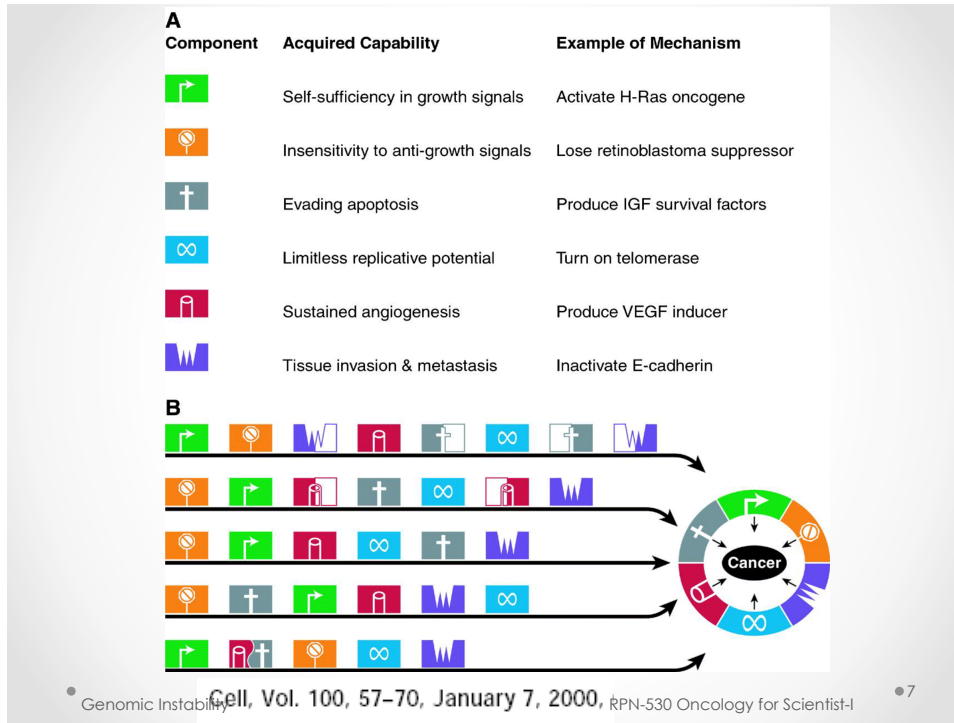 A
Component Acquired Capability Example of Mechanism
Self-sufficiency in growth signals Activate H-Ras oncogene
Insensitivity to anti-growth signals Lose retinoblastoma suppressor
Evading apoptosis Produce IGF survival factors
Limitless replicative potential Turn on telomerase
Sustained angiogenesis Produce VEGF inducer
Tissue invasion & metastasis Inactivate E-cadherin
B
Cancer
Genomic Instability Cell, Vol. 100, 57–70, January 7, 2000, RPN-530 Oncology for Scientist-I 7